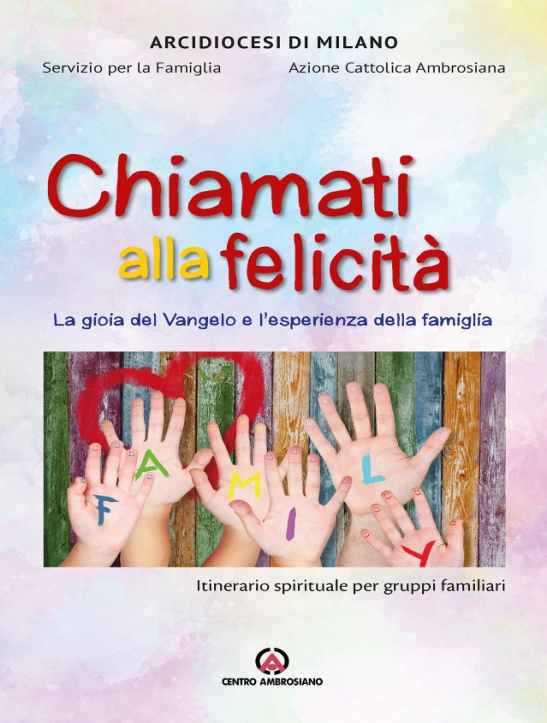 ARCIDIOCESI DI MILANO
Servizio per la Famiglia Azione Cattolica Ambrosiana
Chiamati
alla felicità
La gioia del Vangelo e l'esperienza della famiglia
F A M I L Y
Itinerario spirituale per gruppi familiari
CENTRO AMBROSIANO